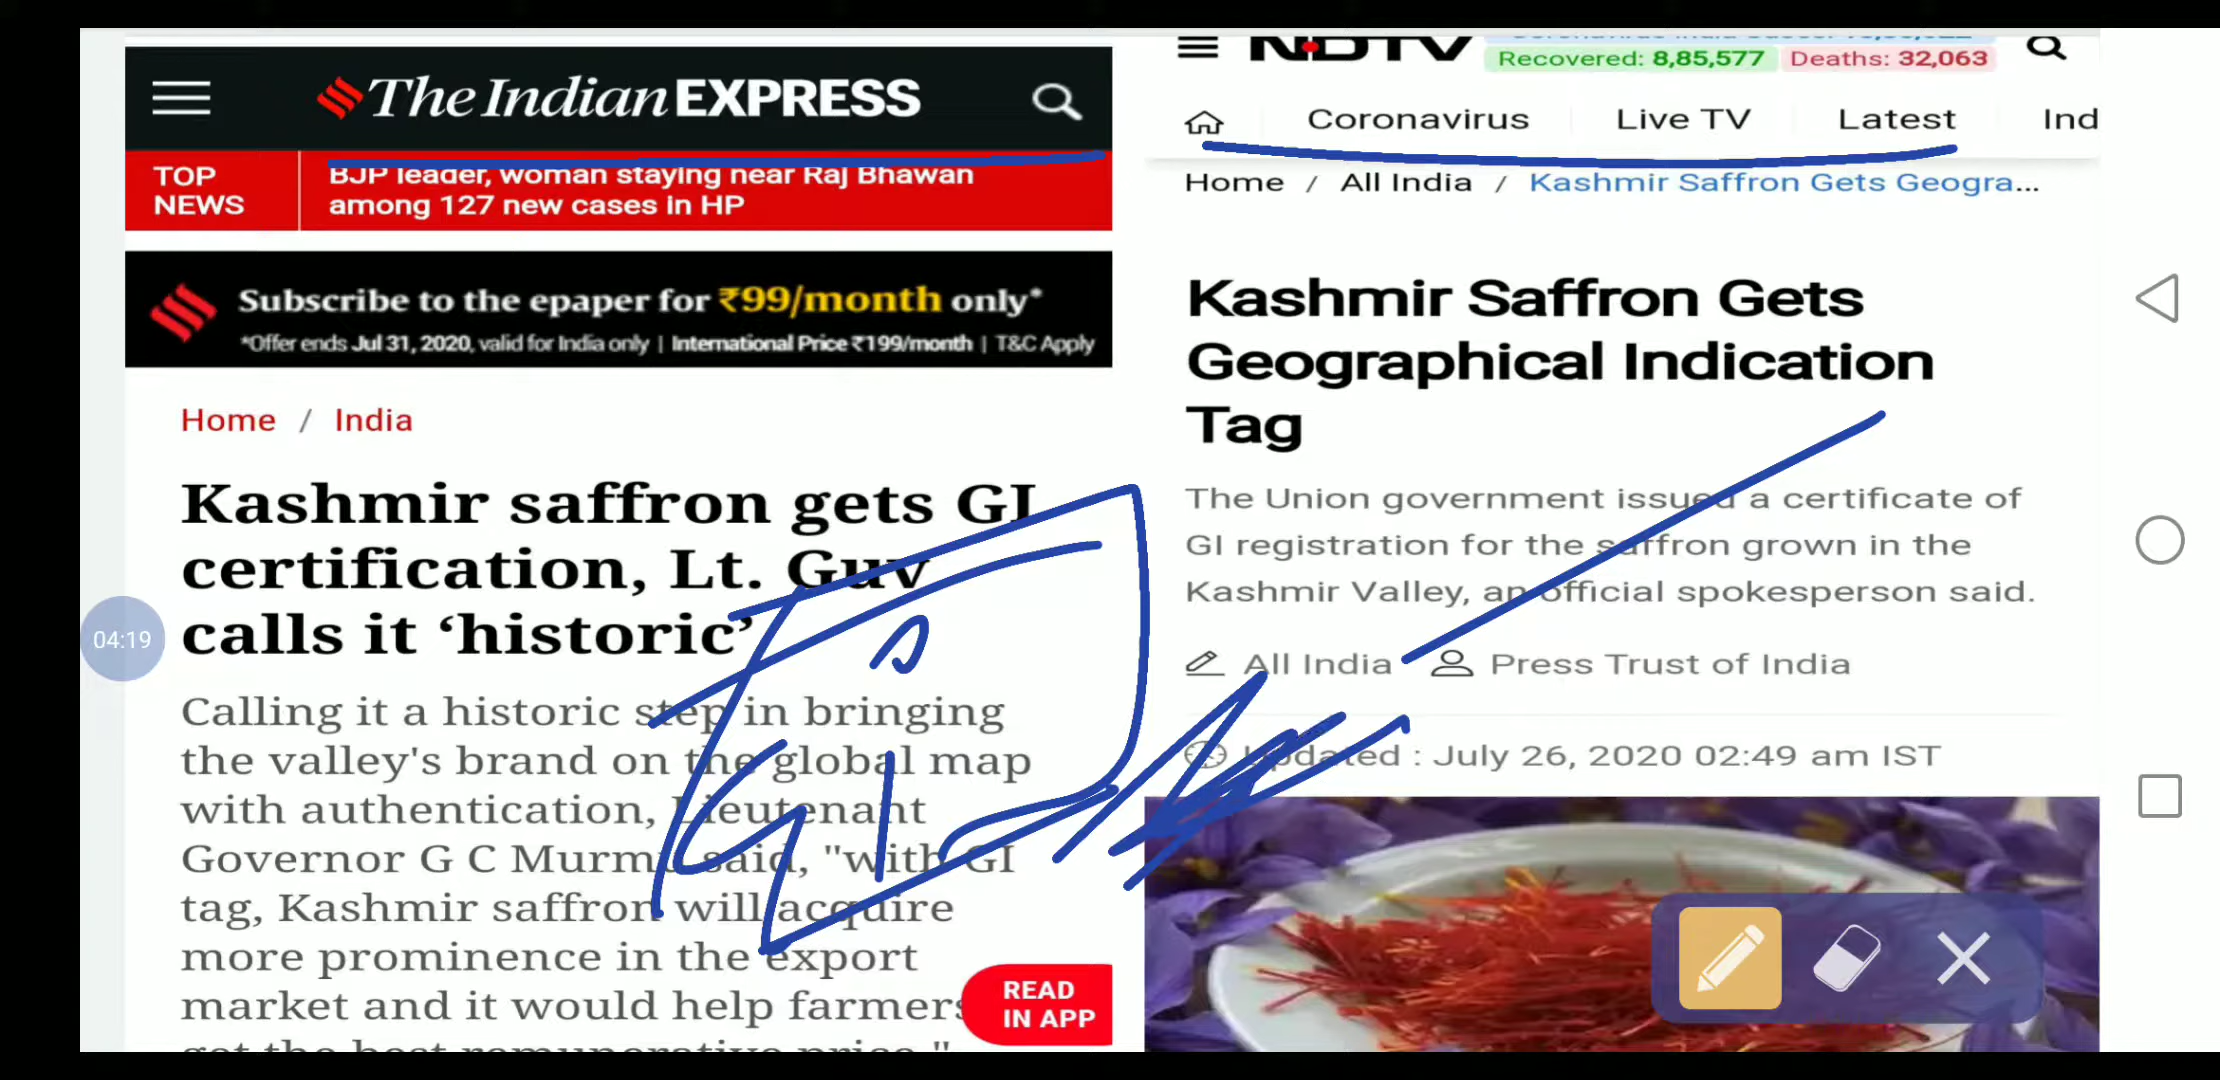 The Indian EXPRESS
TOP NEWS
BJP leader, woman staying near Raj Bhawan
among 127 new cases in HP
Subscribe to the epaper for ₹99/month only*
*Offer ends Jul 31, 2020, valid for India only | International Price ₹199/month | T&C Apply
Home / India
Kashmir saffron gets GI
certification, Lt. Guv
calls it ‘historic’
04:19
Calling it a historic step in bringing
the valley's brand on the global map
with authentication, Lieutenant
Governor G C Murmu said, "with GI
tag, Kashmir saffron will acquire
more prominence in the export
market and it would help farmers
get the best remunerative price."
READ
IN APP
NDTV
Recovered: 8,85,577 Deaths: 32,063
Coronavirus Live TV Latest Ind
Home / All India / Kashmir Saffron Gets Geogra...
Kashmir Saffron Gets
Geographical Indication
Tag
The Union government issued a certificate of
GI registration for the saffron grown in the
Kashmir Valley, an official spokesperson said.
All India Press Trust of India
Updated : July 26, 2020 02:49 am IST